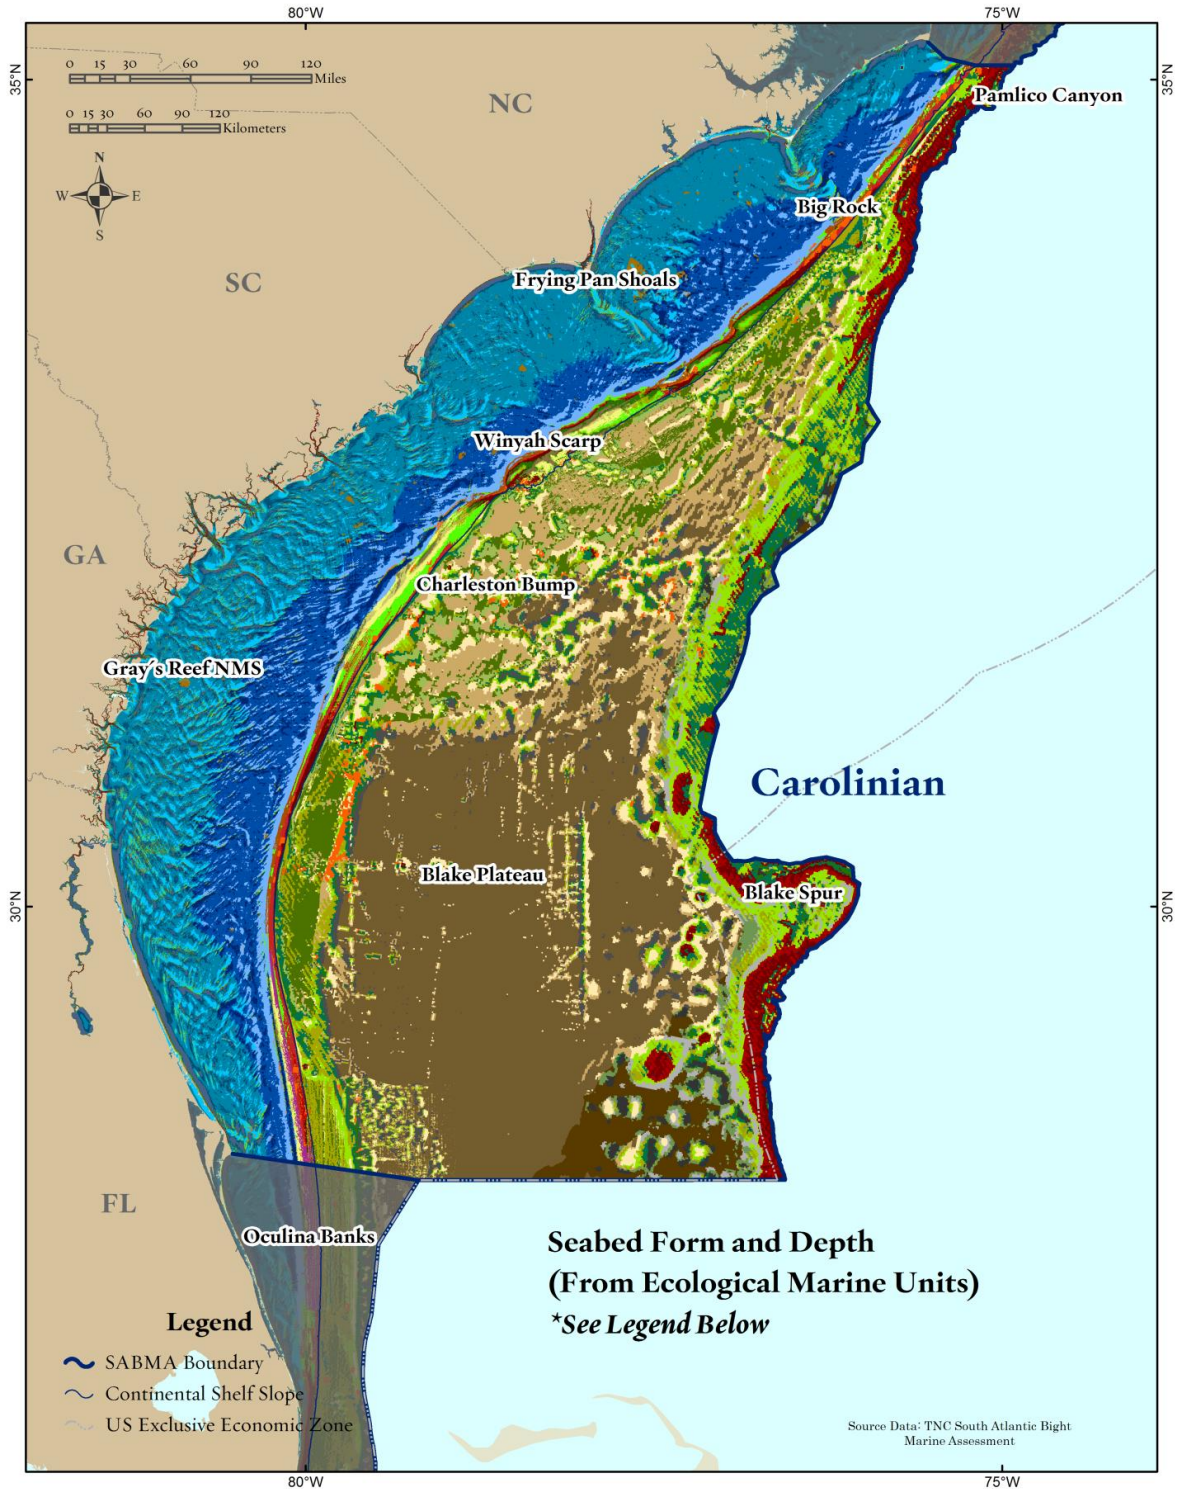 80°W
75°W
35°N
35°N
0 15 30 60 90 120
Miles
0 15 30 60 90 120
Kilometers
N
W E
S
NC
Pamlico Canyon
Big Rock
SC
Frying Pan Shoals
Winyah Scarp
GA
Charleston Bump
Gray's Reef NMS
Carolinian
Blake Plateau
Blake Spur
30°N
30°N
FL
Oculina Banks
Seabed Form and Depth
(From Ecological Marine Units)
*See Legend Below
Legend
SABMA Boundary
Continental Shelf Slope
US Exclusive Economic Zone
Source Data: TNC South Atlantic Bight
Marine Assessment
80°W
75°W